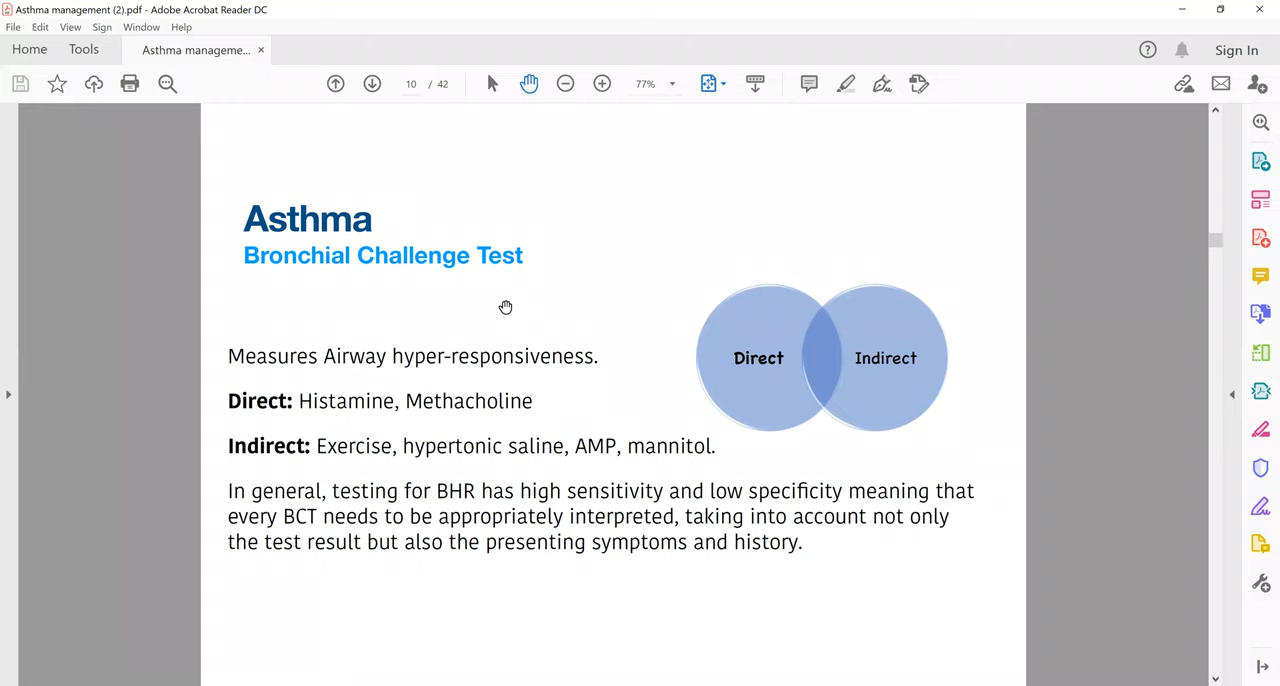 Asthma management (2).pdf - Adobe Acrobat Reader DC
File Edit View Sign Window Help
Home Tools Asthma manageme... × Sign In
10 / 42 77%
Asthma
Bronchial Challenge Test
Measures Airway hyper-responsiveness.
Direct Indirect
Direct: Histamine, Methacholine
Indirect: Exercise, hypertonic saline, AMP, mannitol.
In general, testing for BHR has high sensitivity and low specificity meaning that
every BCT needs to be appropriately interpreted, taking into account not only
the test result but also the presenting symptoms and history.